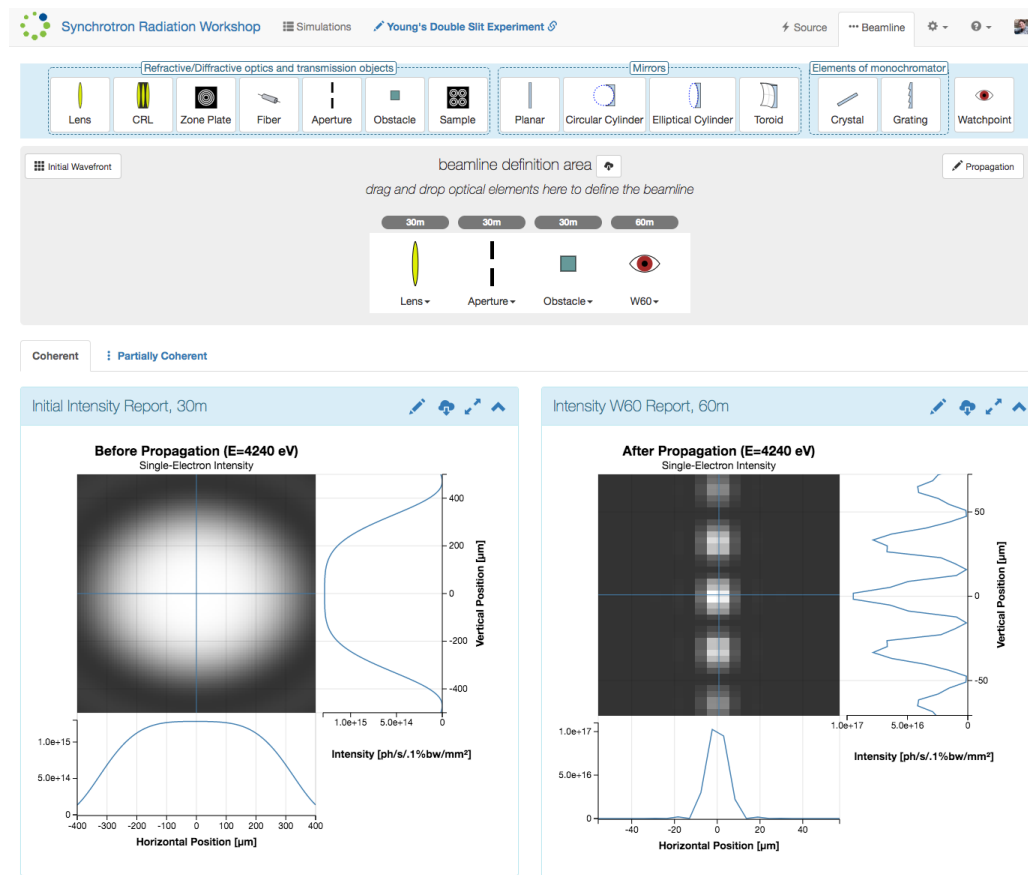 Synchrotron Radiation Workshop Simulations Young's Double Slit Experiment Source Beamline
Refractive/Diffractive optics and transmission objects Mirrors Elements of monochromator
Lens CRL Zone Plate Fiber Aperture Obstacle Sample Planar Circular Cylinder Elliptical Cylinder Toroid Crystal Grating Watchpoint
Initial Wavefront beamline definition area Propagation
drag and drop optical elements here to define the beamline
30m 30m 30m 60m
Lens Aperture Obstacle W60
Coherent Partially Coherent
Initial Intensity Report, 30m
Before Propagation (E=4240 eV)
Single-Electron Intensity
400
200
0
-200
-400
Vertical Position [µm]
1.0e+15 5.0e+14 0
Intensity [ph/s/.1%bw/mm²]
1.0e+15
5.0e+14
0
-400 -300 -200 -100 0 100 200 300 400
Horizontal Position [µm]
Intensity W60 Report, 60m
After Propagation (E=4240 eV)
Single-Electron Intensity
50
0
-50
Vertical Position [µm]
1.0e+17 5.0e+16 0
Intensity [ph/s/.1%bw/mm²]
1.0e+17
5.0e+16
0
-40 -20 0 20 40
Horizontal Position [µm]